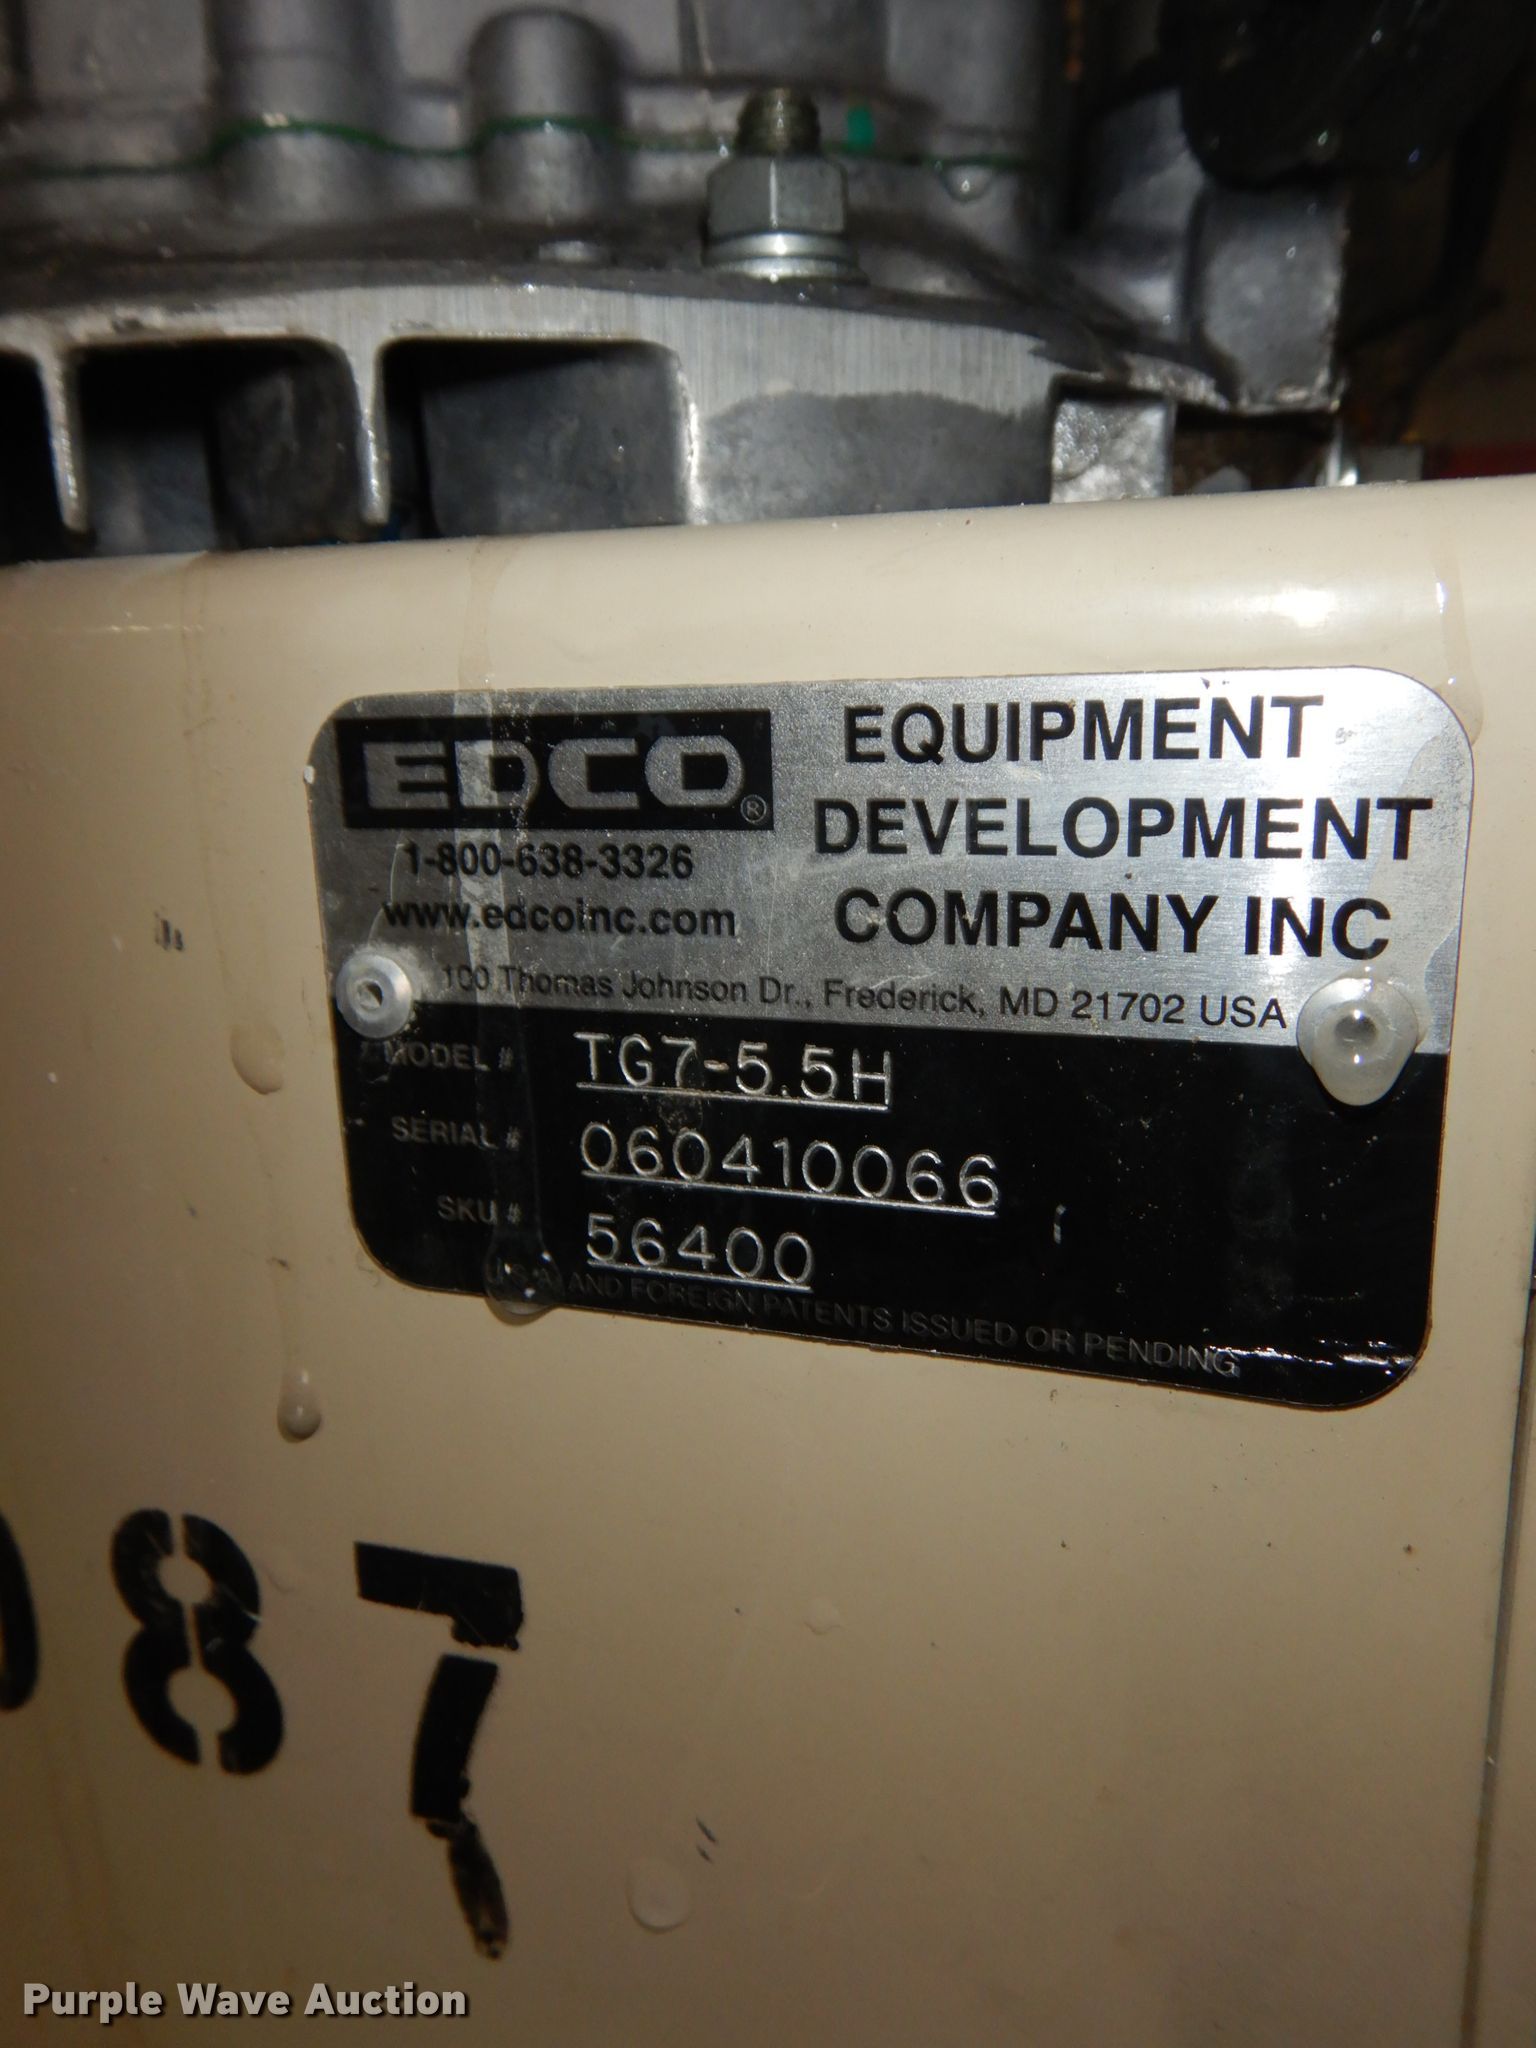 EDCO®
1-800-638-3326
www.edcoinc.com
EQUIPMENT
DEVELOPMENT
COMPANY INC
100 Thomas Johnson Dr., Frederick, MD 21702 USA
MODEL # TG7-5.5H
SERIAL # 060410066
SKU # 56400
U.S.A. AND FOREIGN PATENTS ISSUED OR PENDING
087
Purple Wave Auction